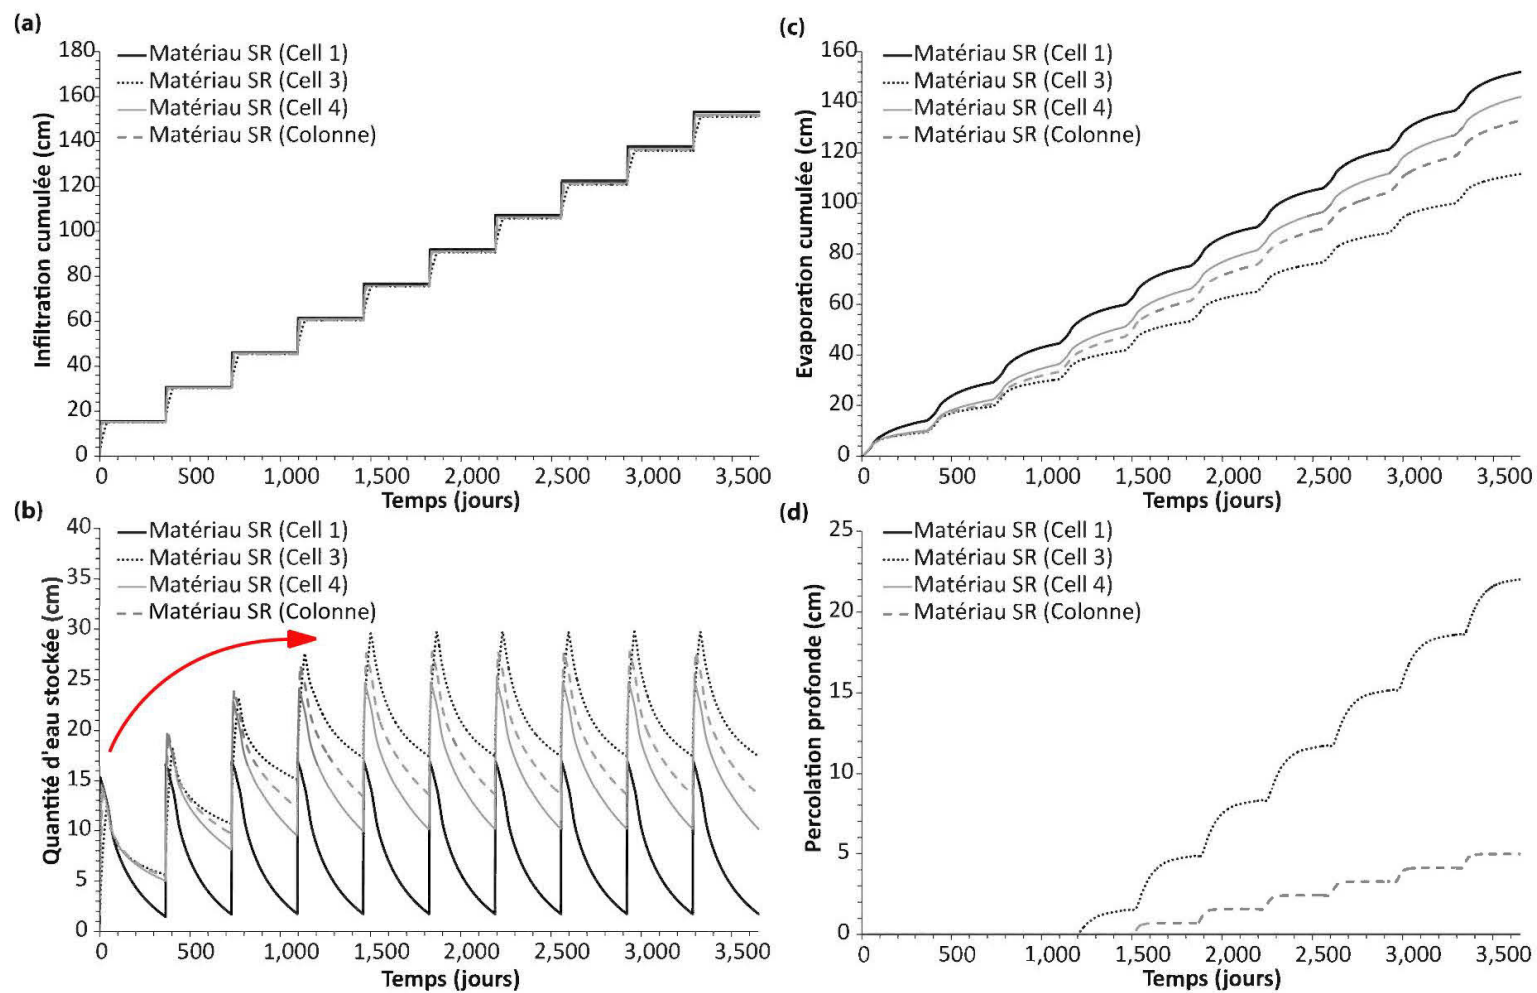 (a)
Infiltration cumulée (cm)
180
160
140
120
100
80
60
40
20
0
Matériau SR (Cell 1)
Matériau SR (Cell 3)
Matériau SR (Cell 4)
Matériau SR (Colonne)
0 500 1,000 1,500 2,000 2,500 3,000 3,500
Temps (jours)
(c)
Evaporation cumulée (cm)
160
140
120
100
80
60
40
20
0
Matériau SR (Cell 1)
Matériau SR (Cell 3)
Matériau SR (Cell 4)
Matériau SR (Colonne)
0 500 1,000 1,500 2,000 2,500 3,000 3,500
Temps (jours)
(b)
Quantité d'eau stockée (cm)
40
35
30
25
20
15
10
5
0
Matériau SR (Cell 1)
Matériau SR (Cell 3)
Matériau SR (Cell 4)
Matériau SR (Colonne)
0 500 1,000 1,500 2,000 2,500 3,000 3,500
Temps (jours)
(d)
Percolation profonde (cm)
25
20
15
10
5
0
Matériau SR (Cell 1)
Matériau SR (Cell 3)
Matériau SR (Cell 4)
Matériau SR (Colonne)
0 500 1,000 1,500 2,000 2,500 3,000 3,500
Temps (jours)